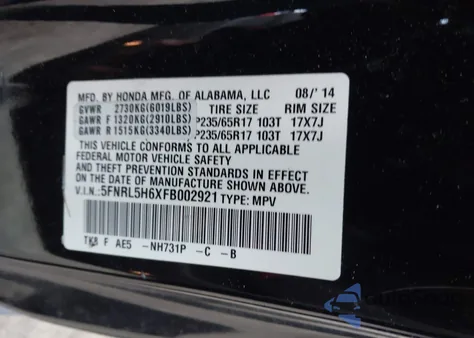 MFD. BY HONDA MFG. OF ALABAMA, LLC 08/'14
GVWR 2730KG(6019LBS) TIRE SIZE RIM SIZE
GAWR F 1320KG(2910LBS) P235/65R17 103T 17X7J
GAWR R 1515KG(3340LBS) P235/65R17 103T 17X7J
THIS VEHICLE CONFORMS TO ALL APPLICABLE
FEDERAL MOTOR VEHICLE SAFETY
AND THEFT PREVENTION STANDARDS IN EFFECT
ON THE DATE OF MANUFACTURE SHOWN ABOVE.
V.I.N.: 5FNRL5H6XFB002921 TYPE: MPV
TK8 F AE5 -NH731P -C -B